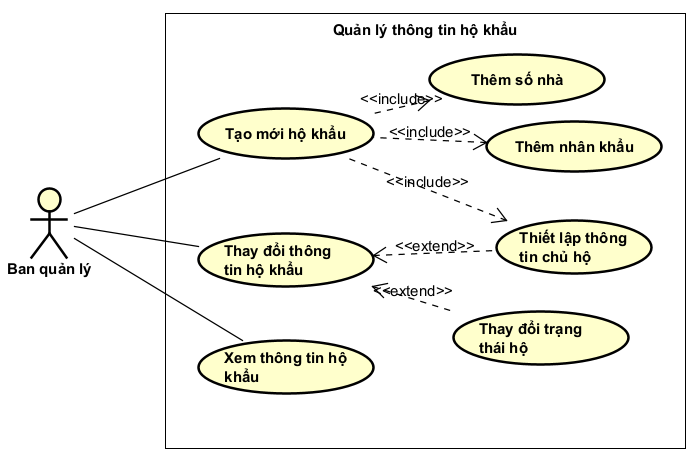 Quản lý thông tin hộ khẩu
Thêm số nhà
<<include>>
Tạo mới hộ khẩu
<<include>>
Thêm nhân khẩu
<<include>>
Thay đổi thông
tin hộ khẩu
<<extend>>
Thiết lập thông
tin chủ hộ
Ban quản lý
<<extend>>
Thay đổi trạng
thái hộ
Xem thông tin hộ
khẩu